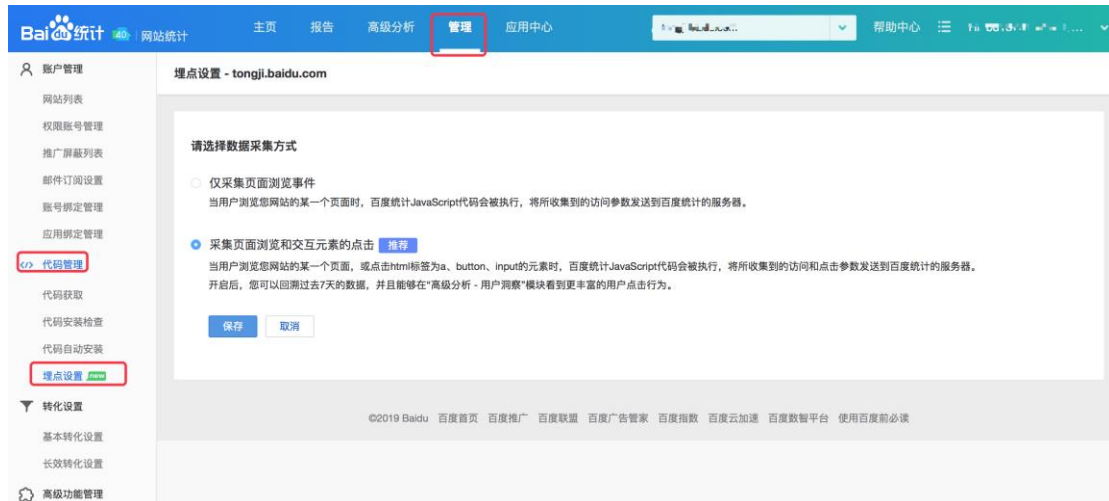 Bai du 统计 4.0 网站统计
主页 报告 高级分析 管理 应用中心
帮助中心
账户管理
网站列表
权限账号管理
推广屏蔽列表
邮件订阅设置
账号绑定管理
应用绑定管理
代码管理
代码获取
代码安装检查
代码自动安装
埋点设置 new
转化设置
基本转化设置
长效转化设置
高级功能管理
埋点设置 - tongji.baidu.com
请选择数据采集方式
仅采集页面浏览事件
当用户浏览您网站的某一个页面时，百度统计JavaScript代码会被执行，将所收集到的访问参数发送到百度统计的服务器。
采集页面浏览和交互元素的点击 推荐
当用户浏览您网站的某一个页面，或点击html标签为a、button、input的元素时，百度统计JavaScript代码会被执行，将所收集到的访问和点击参数发送到百度统计的服务器。
开启后，您可以回溯过去7天的数据，并且能够在“高级分析 - 用户洞察”模块看到更丰富的用户点击行为。
保存 取消
©2019 Baidu 百度首页 百度推广 百度联盟 百度广告管家 百度指数 百度云加速 百度数智平台 使用百度前必读